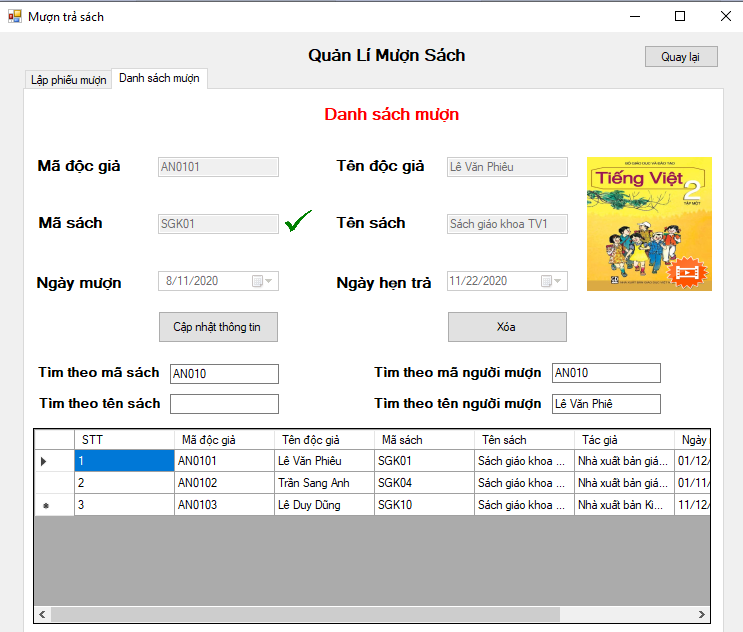 Mượn trả sách
Quản Lí Mượn Sách
Quay lại
Lập phiếu mượn
Danh sách mượn
Danh sách mượn
Mã độc giả
AN0101
Tên độc giả
Lê Văn Phiêu
BỘ GIÁO DỤC VÀ ĐÀO TẠO
Tiếng Việt
2
TẬP MỘT
Mã sách
SGK01
Tên sách
Sách giáo khoa TV1
Ngày mượn
8/11/2020
Ngày hẹn trả
11/22/2020
NHÀ XUẤT BẢN GIÁO DỤC
Cập nhật thông tin
Xóa
Tìm theo mã sách
AN010
Tìm theo mã người mượn
AN010
Tìm theo tên sách
Tìm theo tên người mượn
Lê Văn Phiê
STT Mã độc giả Tên độc giả Mã sách Tên sách Tác giả Ngày
1 AN0101 Lê Văn Phiêu SGK01 Sách giáo khoa ... Nhà xuất bản giá... 01/12/
2 AN0102 Trần Sang Anh SGK04 Sách giáo khoa ... Nhà xuất bản giá... 01/11/
3 AN0103 Lê Duy Dũng SGK10 Sách giáo khoa ... Nhà xuất bản Ki... 11/12/